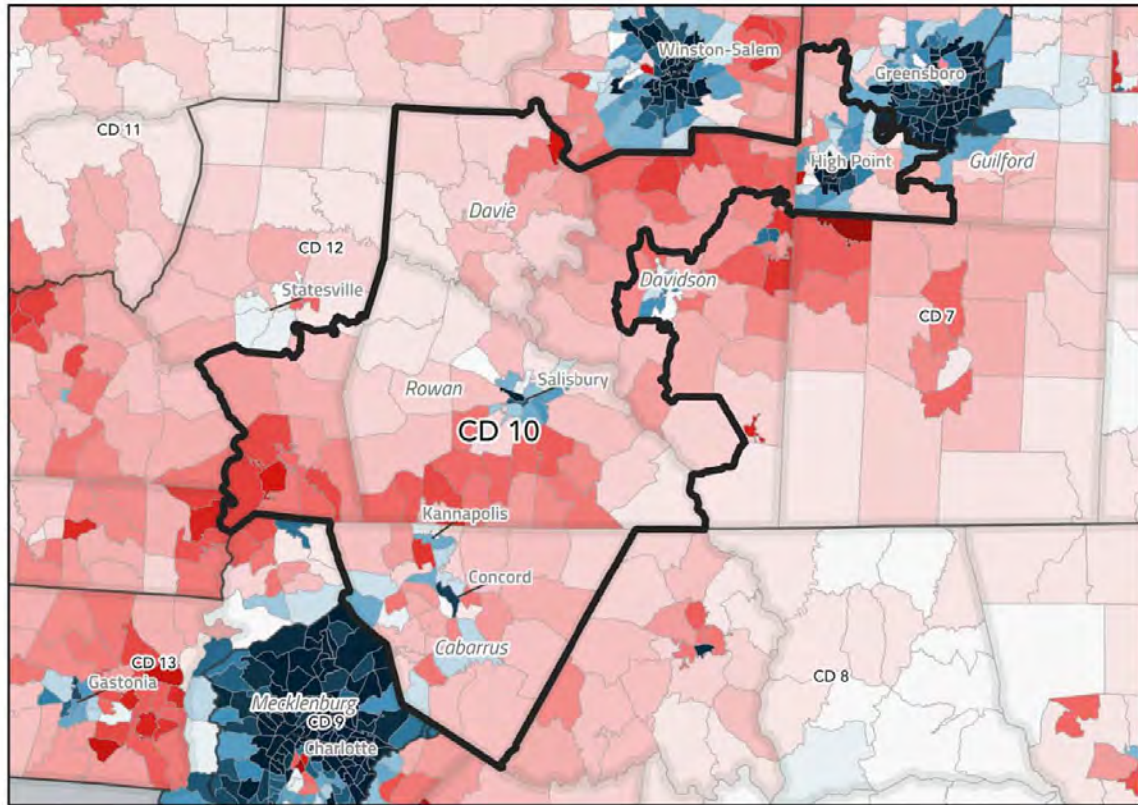 Winston-Salem
Greensboro
CD 11
High Point
Guilford
Davie
CD 12
Statesville
Davidson
CD 7
Rowan
Salisbury
CD 10
Kannapolis
Concord
Cabarrus
CD 13
Gastonia
CD 8
Mecklenburg
CD 9
Charlotte